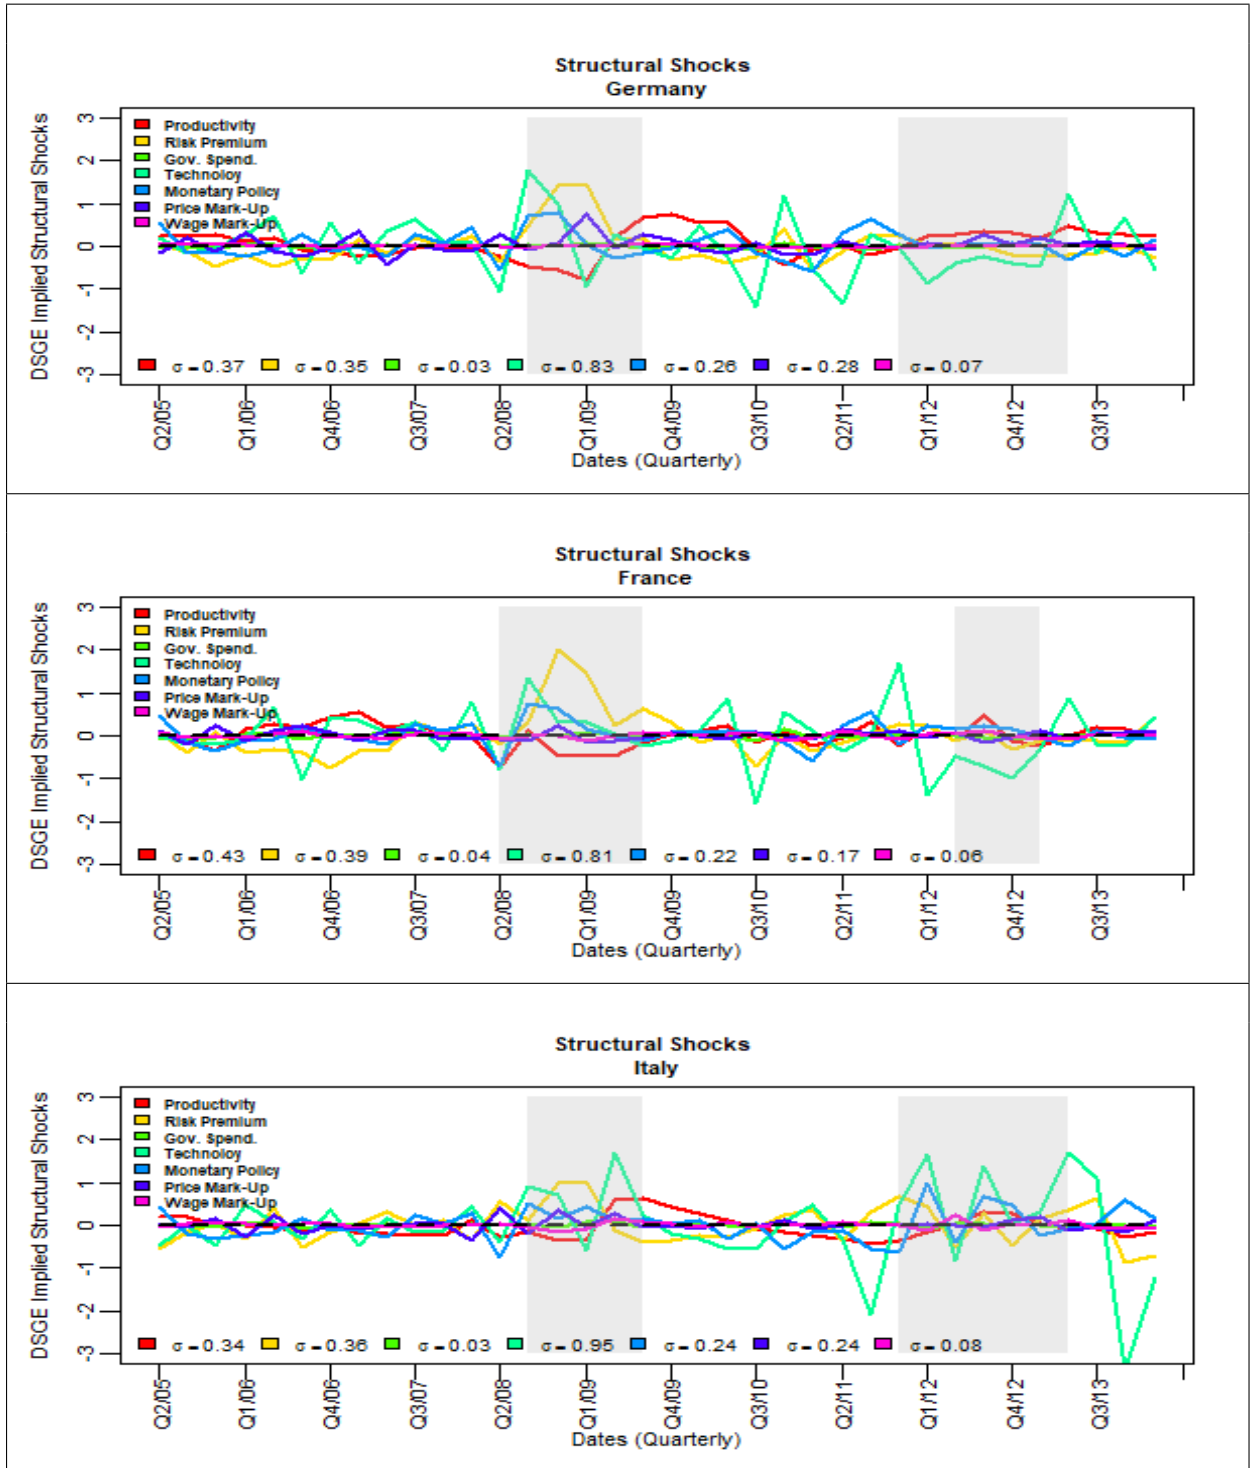 Structural Shocks
Germany
DSGE Implied Structural Shocks
3
2
1
0
-1
-2
-3
Productivity
Risk Premium
Gov. Spend.
Technoloy
Monetary Policy
Price Mark-Up
Wage Mark-Up
σ = 0.37 σ = 0.35 σ = 0.03 σ = 0.83 σ = 0.26 σ = 0.28 σ = 0.07
Q2/05 Q1/06 Q4/06 Q3/07 Q2/08 Q1/09 Q4/09 Q3/10 Q2/11 Q1/12 Q4/12 Q3/13
Dates (Quarterly)
Structural Shocks
France
DSGE Implied Structural Shocks
3
2
1
0
-1
-2
-3
Productivity
Risk Premium
Gov. Spend.
Technoloy
Monetary Policy
Price Mark-Up
Wage Mark-Up
σ = 0.43 σ = 0.39 σ = 0.04 σ = 0.81 σ = 0.22 σ = 0.17 σ = 0.06
Q2/05 Q1/06 Q4/06 Q3/07 Q2/08 Q1/09 Q4/09 Q3/10 Q2/11 Q1/12 Q4/12 Q3/13
Dates (Quarterly)
Structural Shocks
Italy
DSGE Implied Structural Shocks
3
2
1
0
-1
-2
-3
Productivity
Risk Premium
Gov. Spend.
Technoloy
Monetary Policy
Price Mark-Up
Wage Mark-Up
σ = 0.34 σ = 0.36 σ = 0.03 σ = 0.95 σ = 0.24 σ = 0.24 σ = 0.08
Q2/05 Q1/06 Q4/06 Q3/07 Q2/08 Q1/09 Q4/09 Q3/10 Q2/11 Q1/12 Q4/12 Q3/13
Dates (Quarterly)